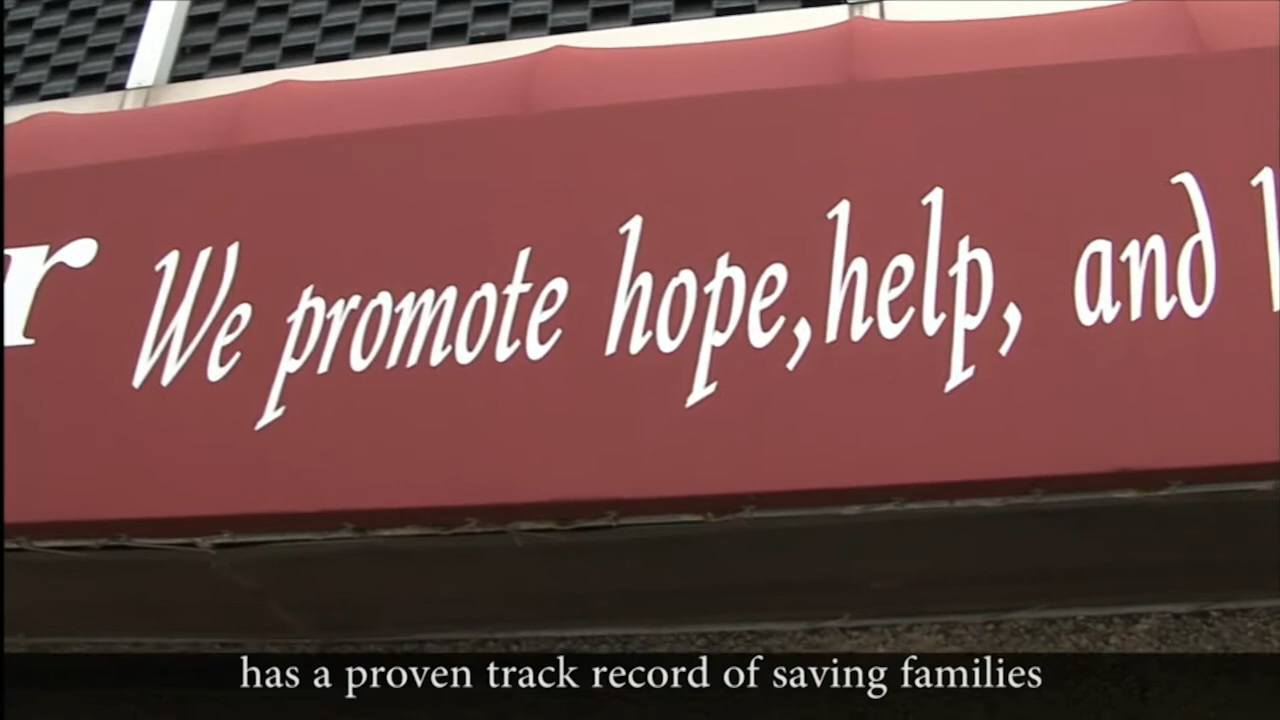 r We promote hope,help, and
has a proven track record of saving families